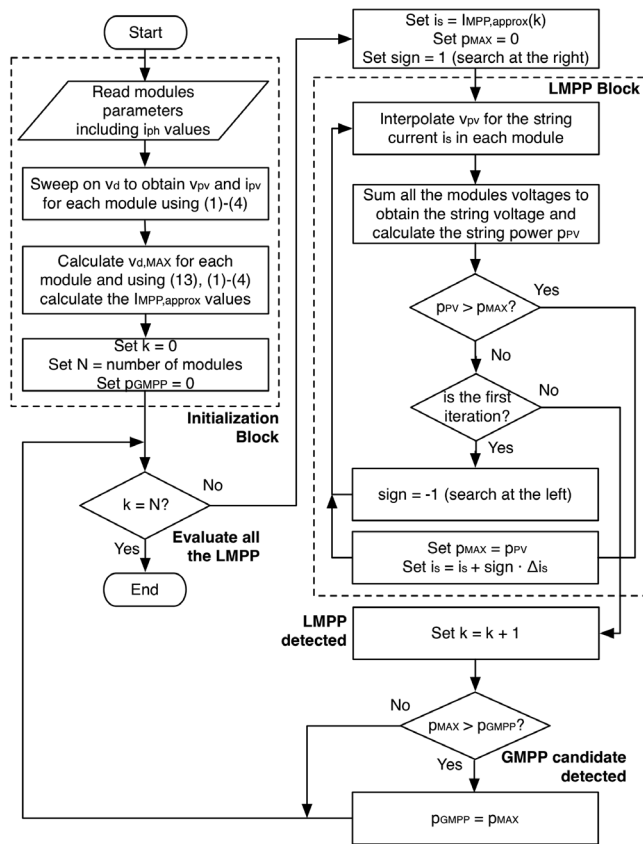 Start
Read modules
parameters
including iph values
Sweep on vd to obtain vpv and ipv
for each module using (1)-(4)
Calculate vd,MAX for each
module and using (13), (1)-(4)
calculate the IMPP,approx values
Set k = 0
Set N = number of modules
Set pGMPP = 0
Initialization
Block
k = N?
No
Yes
Evaluate all
the LMPP
End
Set is = IMPP,approx(k)
Set pMAX = 0
Set sign = 1 (search at the right)
LMPP Block
Interpolate vpv for the string
current is in each module
Sum all the modules voltages to
obtain the string voltage and
calculate the string power pPV
pPV > pMAX?
Yes
No
is the first
iteration?
No
Yes
sign = -1 (search at the left)
Set pMAX = pPV
Set is = is + sign · Δis
LMPP
detected
Set k = k + 1
pMAX > pGMPP?
No
Yes
GMPP candidate
detected
pGMPP = pMAX